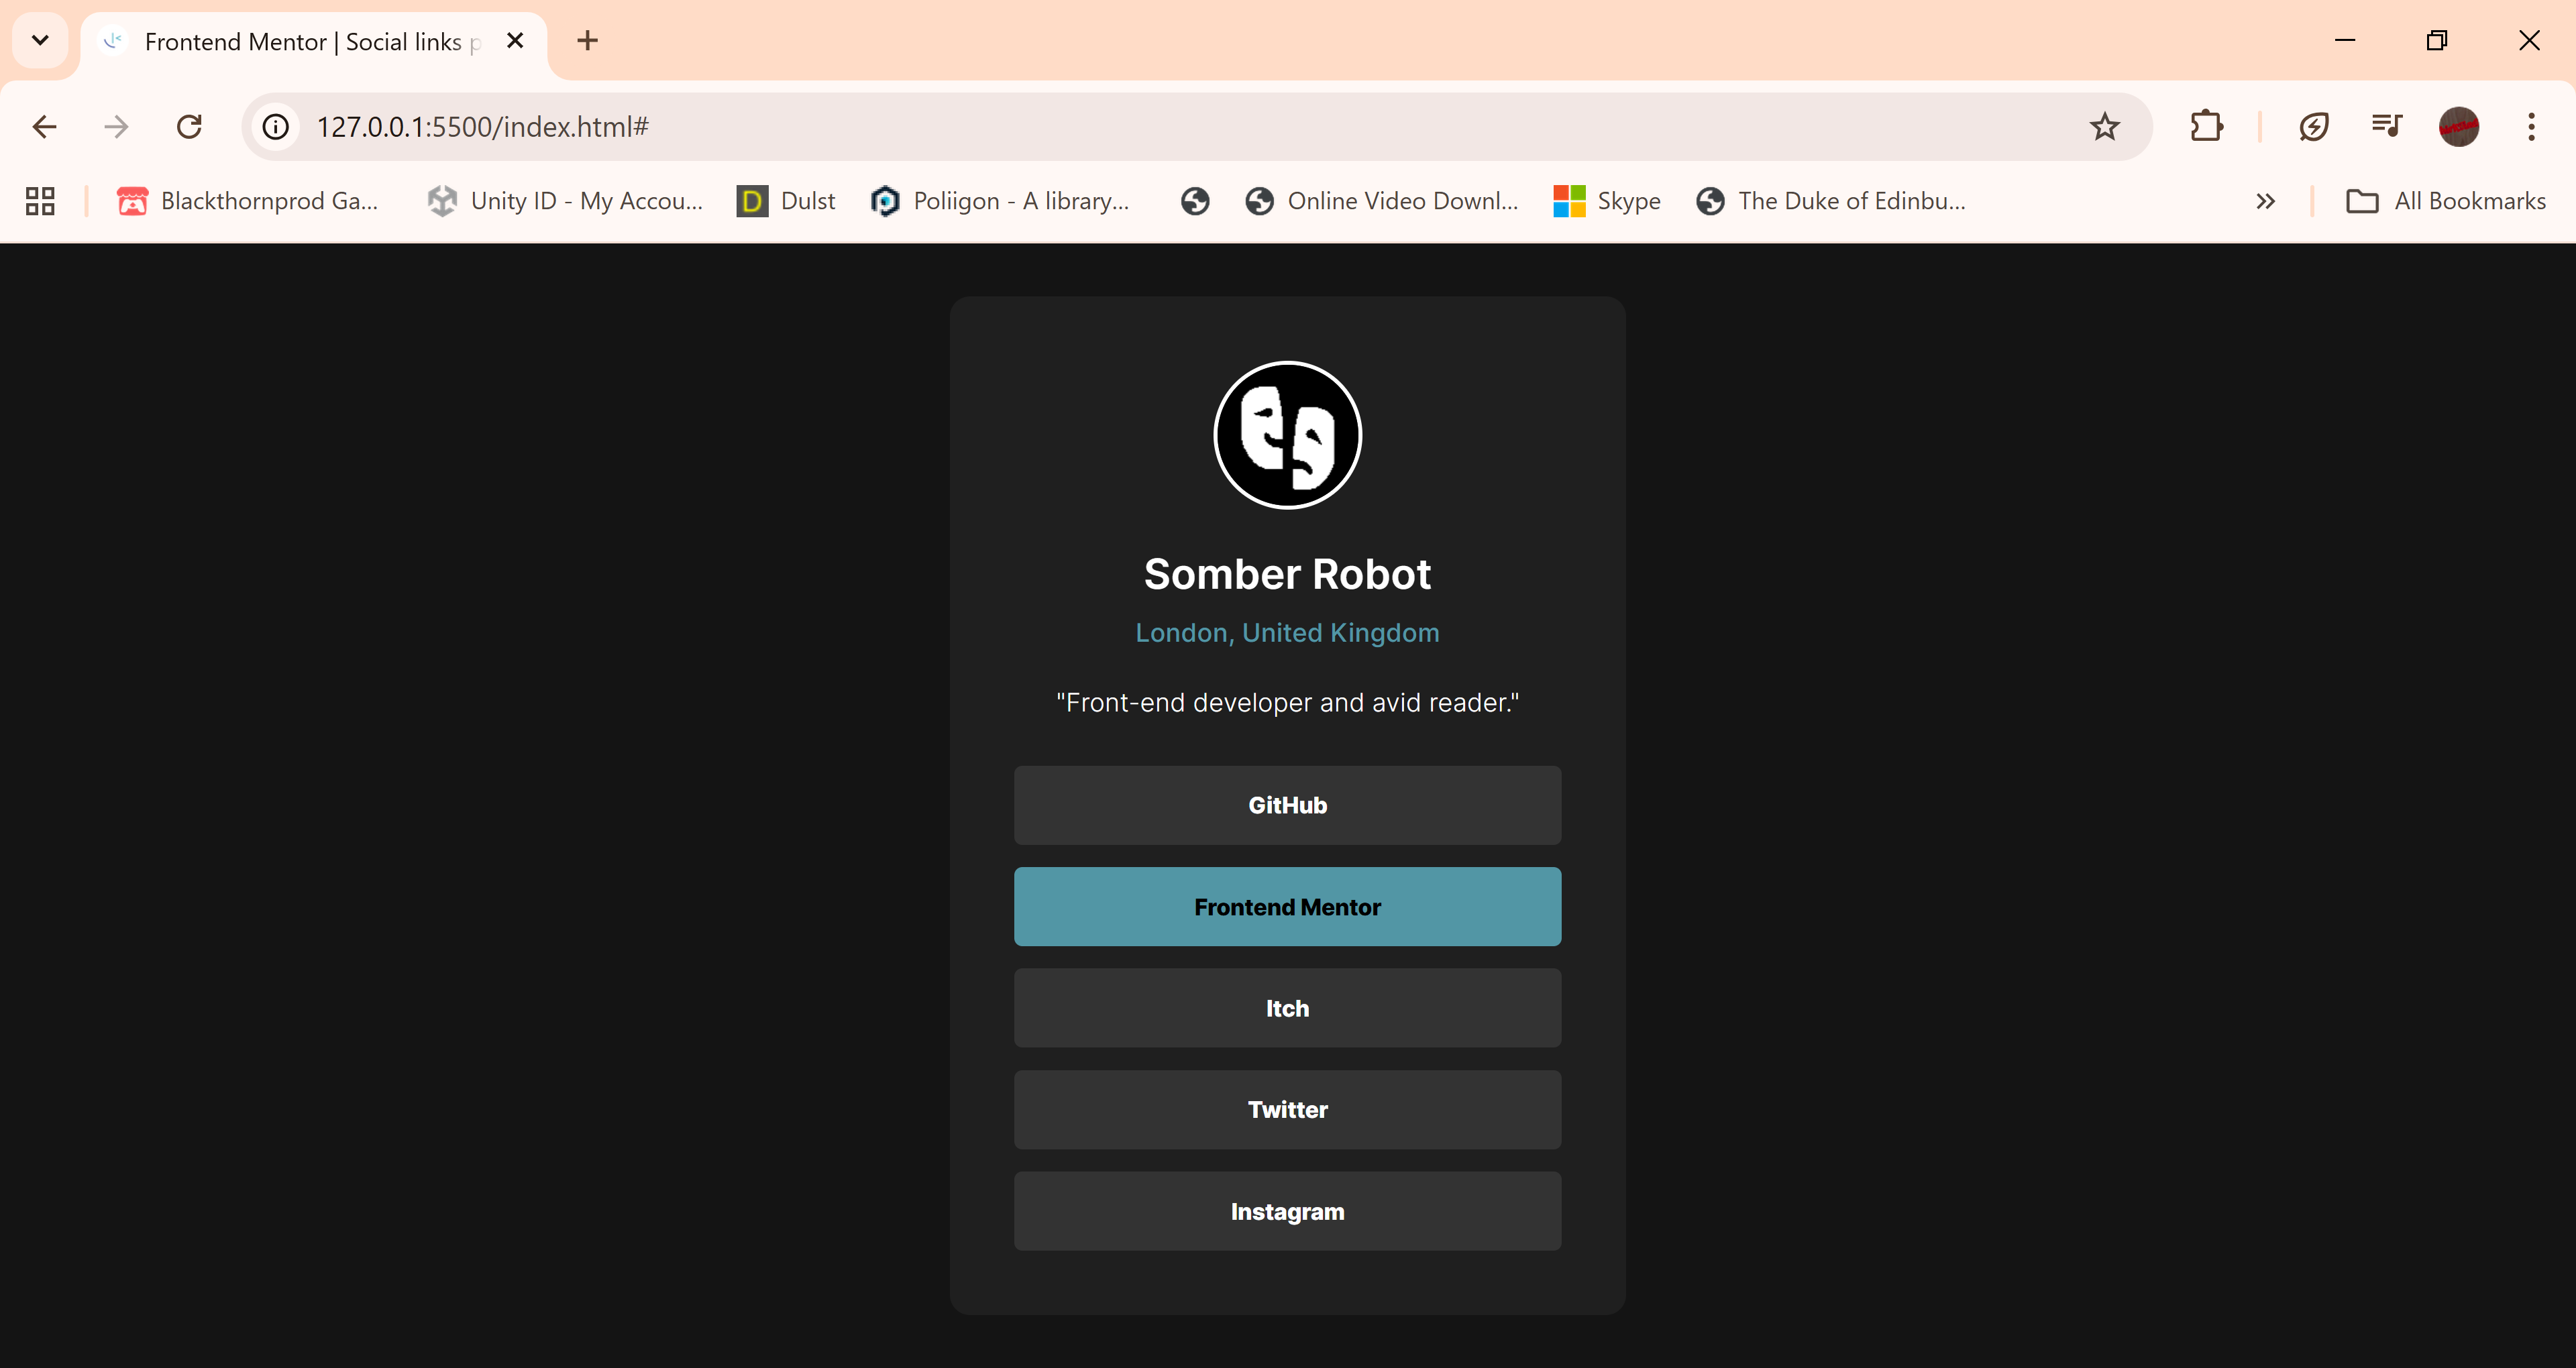 Frontend Mentor | Social links p
127.0.0.1:5500/index.html#
Blackthornprod Ga...
Unity ID - My Accou...
D
Dulst
Poliigon - A library...
Online Video Downl...
Skype
The Duke of Edinbu...
All Bookmarks
Somber Robot
London, United Kingdom
"Front-end developer and avid reader."
GitHub
Frontend Mentor
Itch
Twitter
Instagram